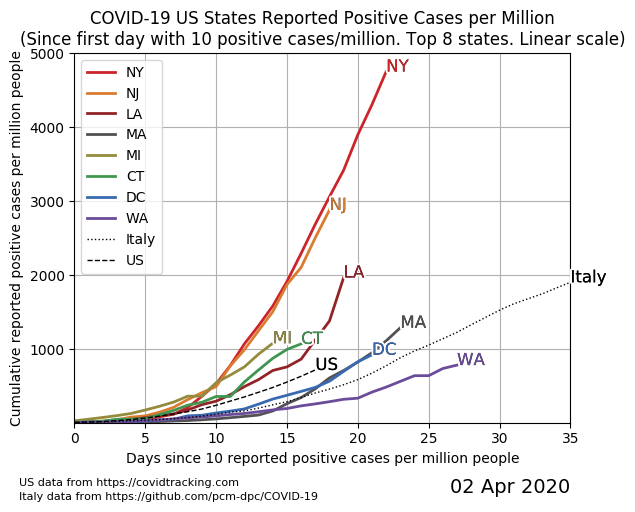 COVID-19 US States Reported Positive Cases per Million
(Since first day with 10 positive cases/million. Top 8 states. Linear scale)
Cumulative reported positive cases per million people
5000
4000
3000
2000
1000
NY
NJ
LA
MA
MI
CT
DC
WA
Italy
US
NY
NJ
LA
Italy
MA
MI
CT
DC
US
WA
0
5
10
15
20
25
30
35
Days since 10 reported positive cases per million people
US data from https://covidtracking.com
Italy data from https://github.com/pcm-dpc/COVID-19
02 Apr 2020